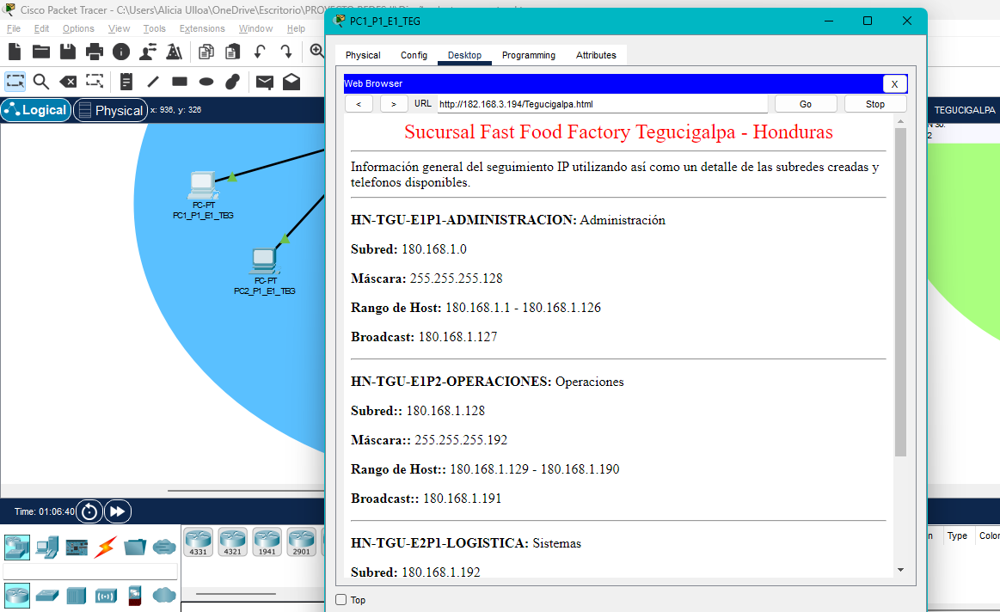 Cisco Packet Tracer - C:\Users\Alicia Ulloa\OneDrive\Escritorio\PROYECTO REDES
File Edit Options View Tools Extensions Window Help
Logical Physical x: 936, y: 326
TEGUCIGALPA
2
PC-PT
PC1_P1_E1_TEG
PC-PT
PC2_P1_E1_TEG
PC1_P1_E1_TEG
Physical Config Desktop Programming Attributes
Web Browser X
< > URL http://182.168.3.194/Tegucigalpa.html Go Stop
Sucursal Fast Food Factory Tegucigalpa - Honduras
Información general del seguimiento IP utilizando así como un detalle de las subredes creadas y
telefonos disponibles.
HN-TGU-E1P1-ADMINISTRACION: Administración
Subred: 180.168.1.0
Máscara: 255.255.255.128
Rango de Host: 180.168.1.1 - 180.168.1.126
Broadcast: 180.168.1.127
HN-TGU-E1P2-OPERACIONES: Operaciones
Subred:: 180.168.1.128
Máscara:: 255.255.255.192
Rango de Host:: 180.168.1.129 - 180.168.1.190
Broadcast:: 180.168.1.191
HN-TGU-E2P1-LOGISTICA: Sistemas
Subred: 180.168.1.192
Top
Time: 01:06:40
4331 4321 1941 2901
Type Color